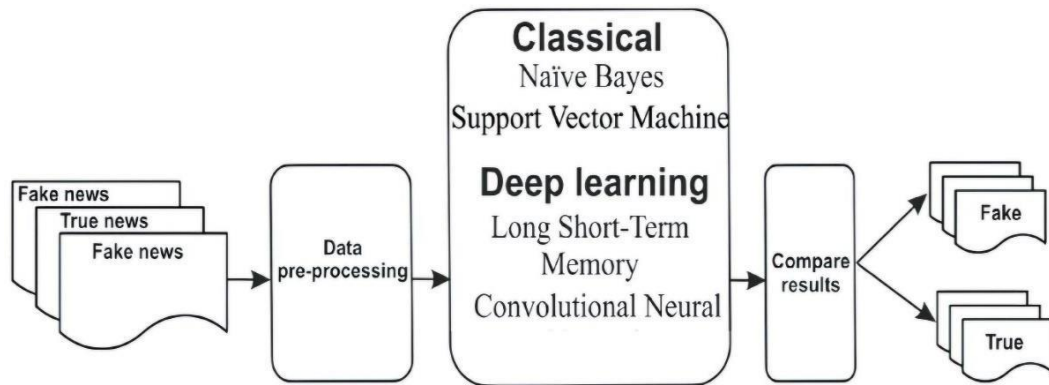 Fake news
True news
Fake news
Data
pre-processing
Classical
Naïve Bayes
Support Vector Machine
Deep learning
Long Short-Term
Memory
Convolutional Neural
Compare
results
Fake
True